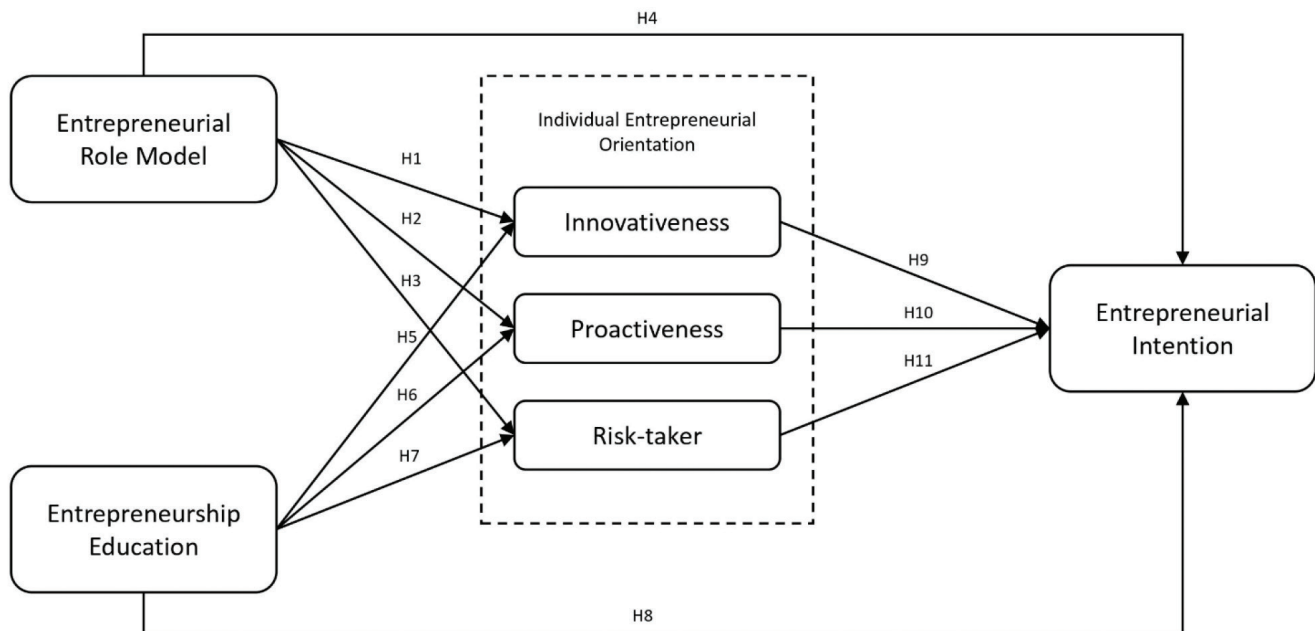 H4
Entrepreneurial
Role Model
Individual Entrepreneurial
Orientation
H1
H2
H3
Innovativeness
H9
Proactiveness
H10
Entrepreneurial
Intention
H5
H6
H11
Risk-taker
H7
Entrepreneurship
Education
H8